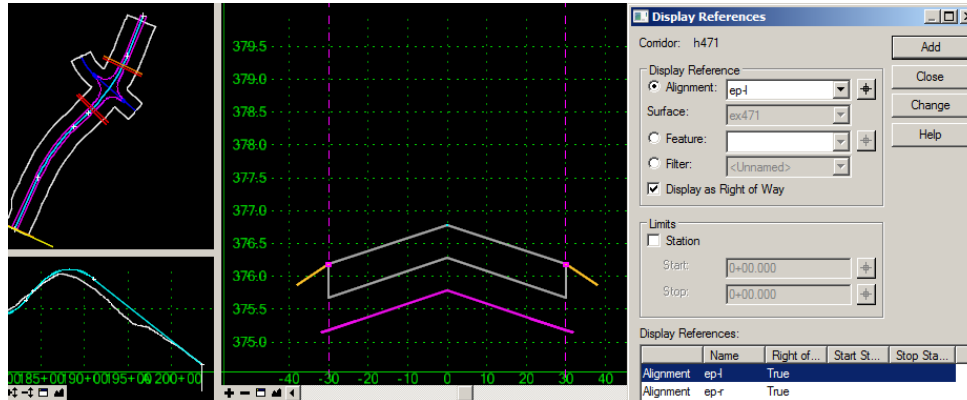 Display References
Corridor: h471
Add
Display Reference
Alignment: ep-l
Close
Surface: ex471
Change
Feature:
Help
Filter: <Unnamed>
Display as Right of Way
Limits
Station
Start: 0+00.000
Stop: 0+00.000
Display References:
Name Right of... Start St... Stop Sta...
Alignment ep-l True
Alignment ep-r True
379.5
379.0
378.5
378.0
377.5
377.0
376.5
376.0
375.5
375.0
-40 -30 -20 -10 0 10 20 30 40
185+00 190+00 195+00 200+00